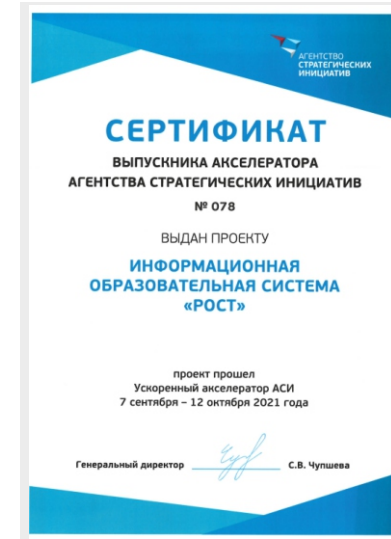 АГЕНТСТВО
СТРАТЕГИЧЕСКИХ
ИНИЦИАТИВ
СЕРТИФИКАТ
ВЫПУСКНИКА АКСЕЛЕРАТОРА
АГЕНТСТВА СТРАТЕГИЧЕСКИХ ИНИЦИАТИВ
№ 078
ВЫДАН ПРОЕКТУ
ИНФОРМАЦИОННАЯ
ОБРАЗОВАТЕЛЬНАЯ СИСТЕМА
«РОСТ»
проект прошел
Ускоренный акселератор АСИ
7 сентября – 12 октября 2021 года
Генеральный директор С.В. Чупшева